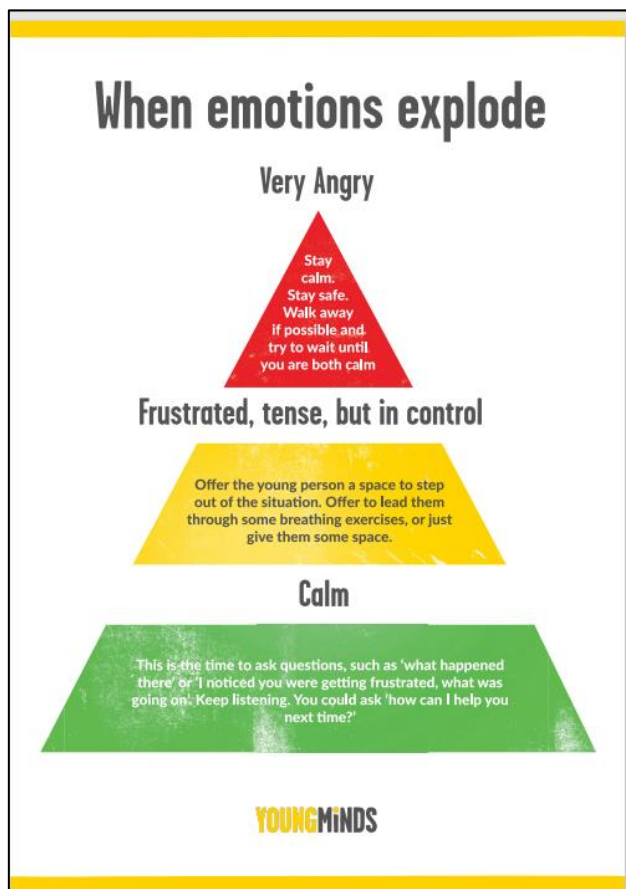 When emotions explode
Very Angry
Stay
calm.
Stay safe.
Walk away
if possible and
try to wait until
you are both calm
Frustrated, tense, but in control
Offer the young person a space to step
out of the situation. Offer to lead them
through some breathing exercises, or just
give them some space.
Calm
This is the time to ask questions, such as ‘what happened
there’ or ‘I noticed you were getting frustrated, what was
going on’. Keep listening. You could ask ‘how can I help you
next time?’
YOUNGMiNDS